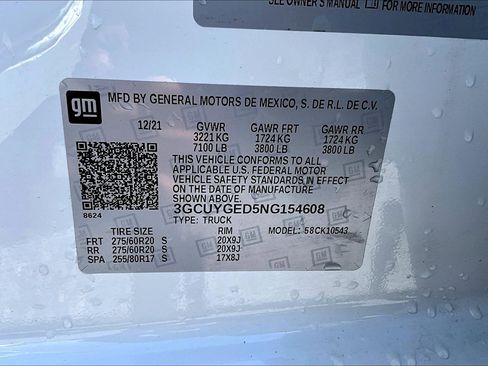 SEE OWNER'S MANUAL FOR MORE INFORMATION
gm
MFD BY GENERAL MOTORS DE MEXICO, S. DE R.L. DE C.V.
12/21 GVWR GAWR FRT GAWR RR
3221 KG 1724 KG 1724 KG
7100 LB 3800 LB 3800 LB
THIS VEHICLE CONFORMS TO ALL
APPLICABLE U.S. FEDERAL MOTOR
VEHICLE SAFETY STANDARDS IN EFFECT
ON THE DATE OF MANUFACTURE
SHOWN ABOVE.
8624
3GCUYGED5NG154608
TYPE: TRUCK
TIRE SIZE RIM MODEL: 58CK10543
FRT 275/60R20 S 20X9J
RR 275/60R20 S 20X9J
SPA 255/80R17 S 17X8J